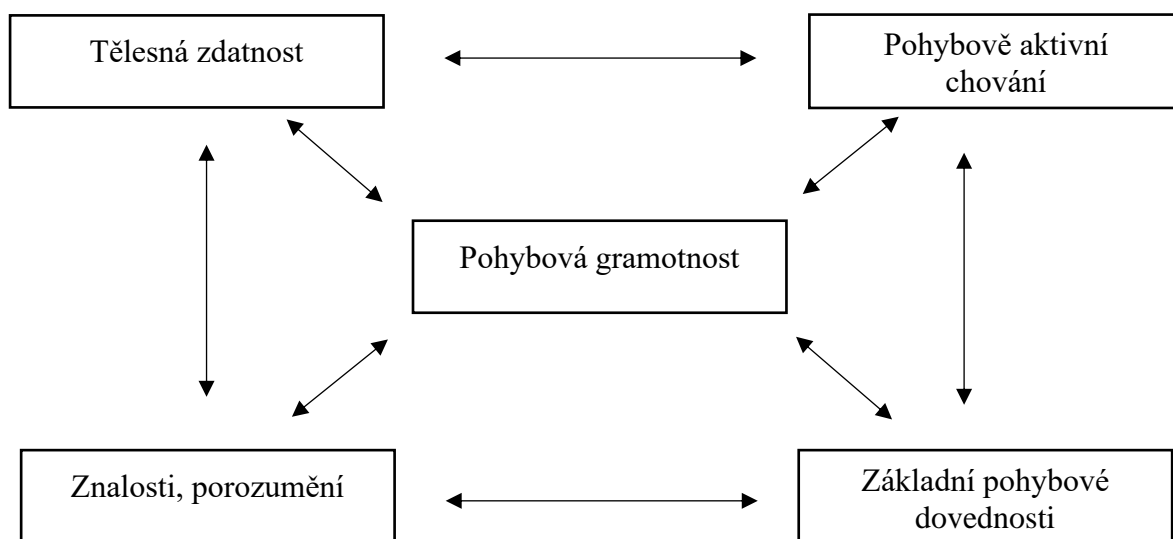 Tělesná zdatnost
Pohybově aktivní
chování
Pohybová gramotnost
Znalosti, porozumění
Základní pohybové
dovednosti